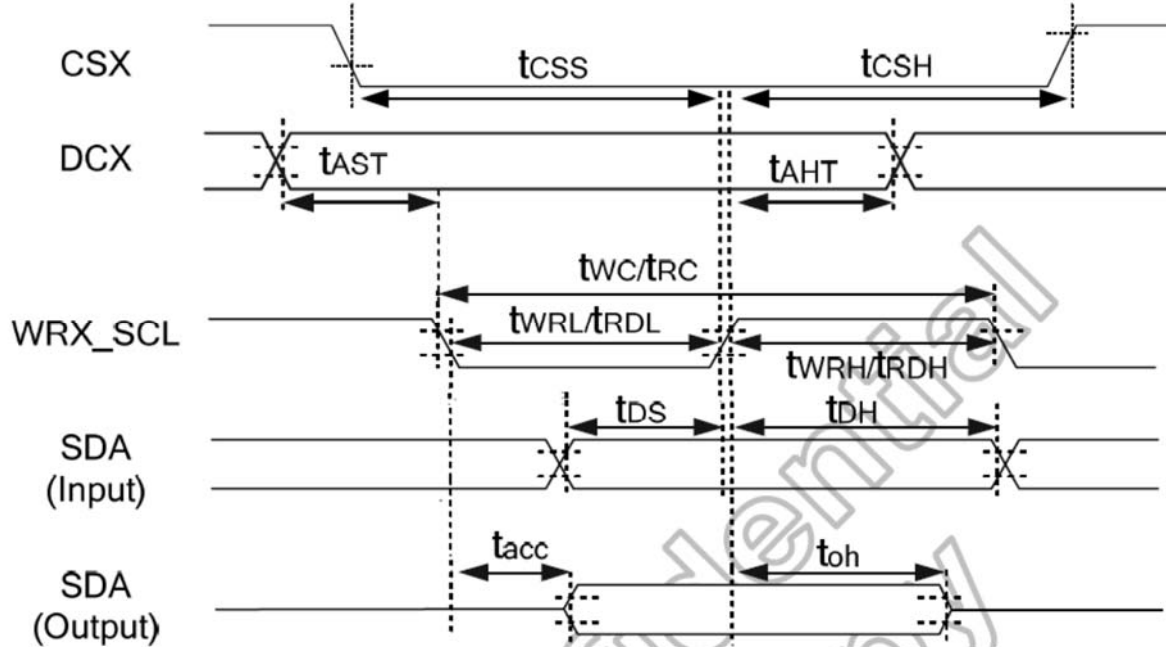 CSX
tCSS
tCSH
DCX
tAST
tAHT
tWC/tRC
WRX_SCL
tWRL/tRDL
tWRH/tRDH
tDS
tDH
SDA
(Input)
tacc
toh
SDA
(Output)